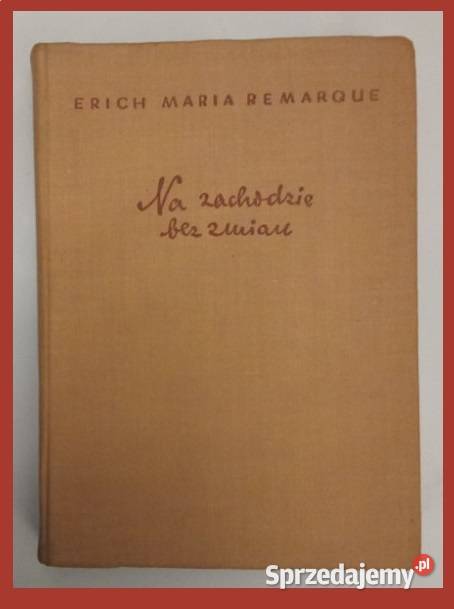 ERICH MARIA REMARQUE
Na zachodzie
bez zmian
Sprzedajemy.pl